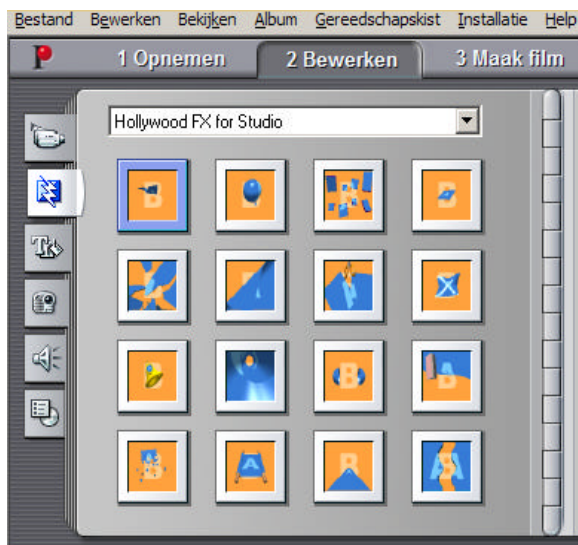 Bestand Bewerken Bekijken Album Gereedschapskist Installatie Help
1 Opnemen 2 Bewerken 3 Maak film
Hollywood FX for Studio